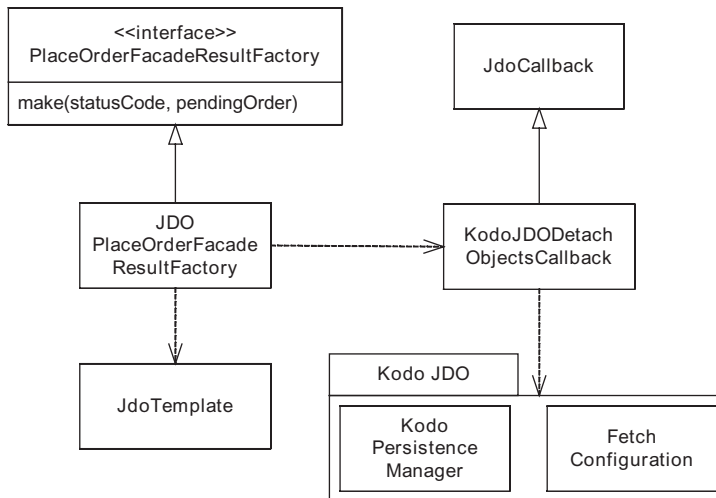 <<interface>>
PlaceOrderFacadeResultFactory
make(statusCode, pendingOrder)
JdoCallback
JDO
PlaceOrderFacade
ResultFactory
KodoJDODetach
ObjectsCallback
JdoTemplate
Kodo JDO
Kodo
Persistence
Manager
Fetch
Configuration